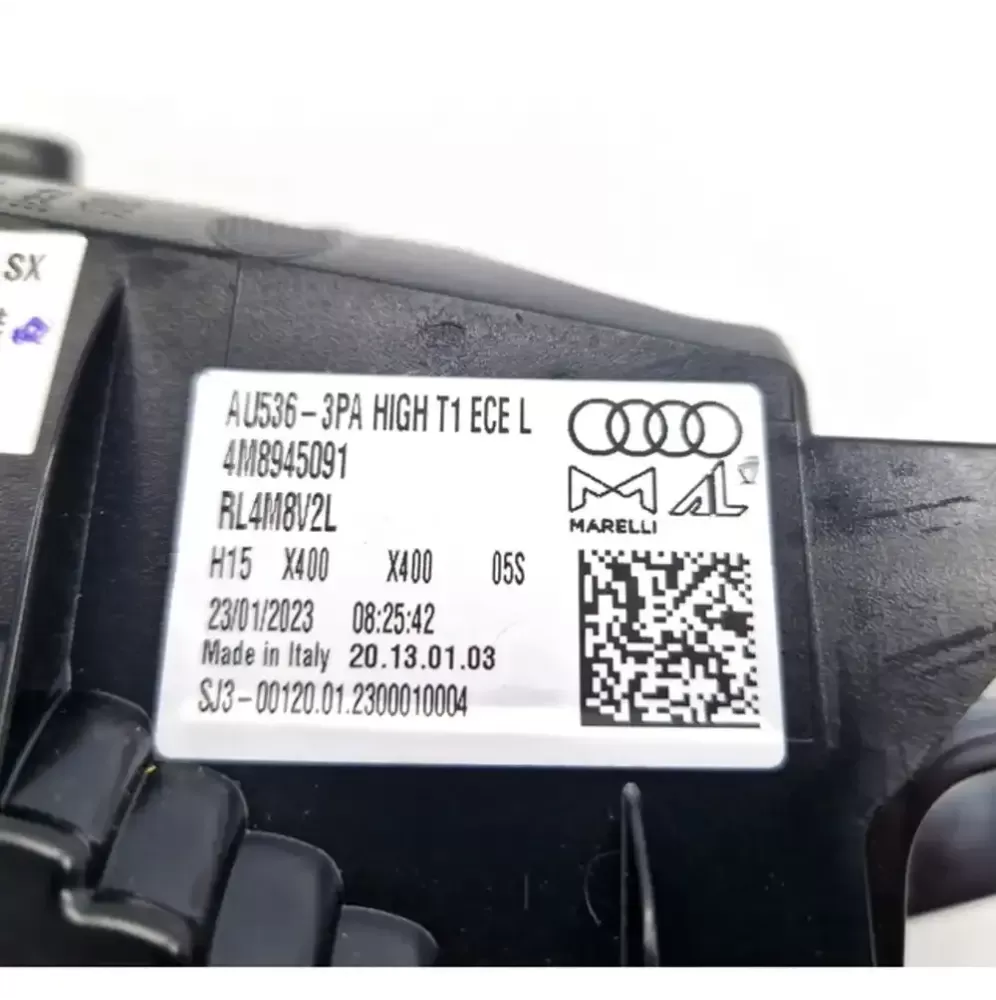 SX
AU536-3PA HIGH T1 ECE L
4M8945091
RL4M8V2L
MARELLI
AL
H15 X400 X400 05S
23/01/2023 08:25:42
Made in Italy 20.13.01.03
SJ3-00120.01.2300010004